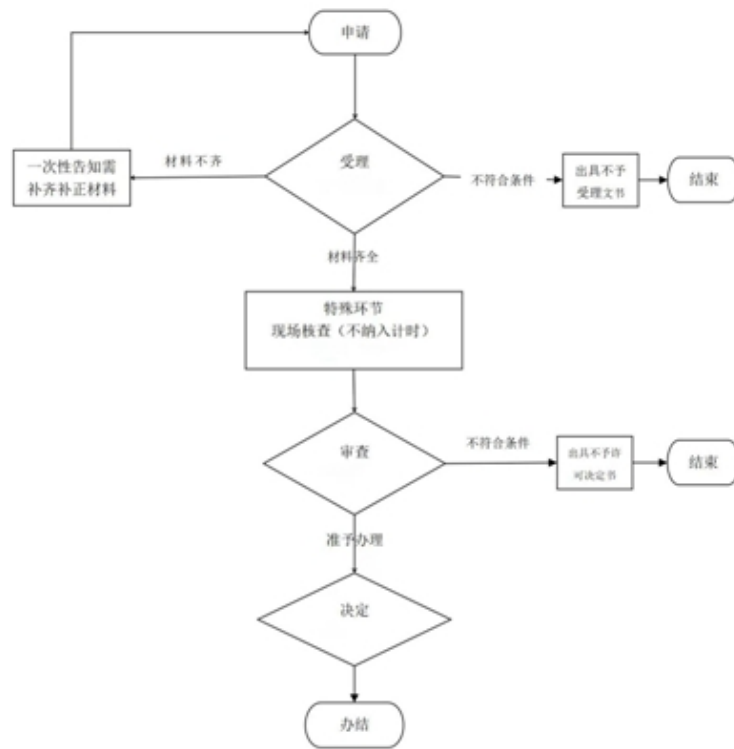 申请
受理
材料不齐
一次性告知需
补齐补正材料
不符合条件
出具不予
受理文书
结束
材料齐全
特殊环节
现场核查（不纳入计时）
审查
不符合条件
出具不予许
可决定书
结束
准予办理
决定
办结